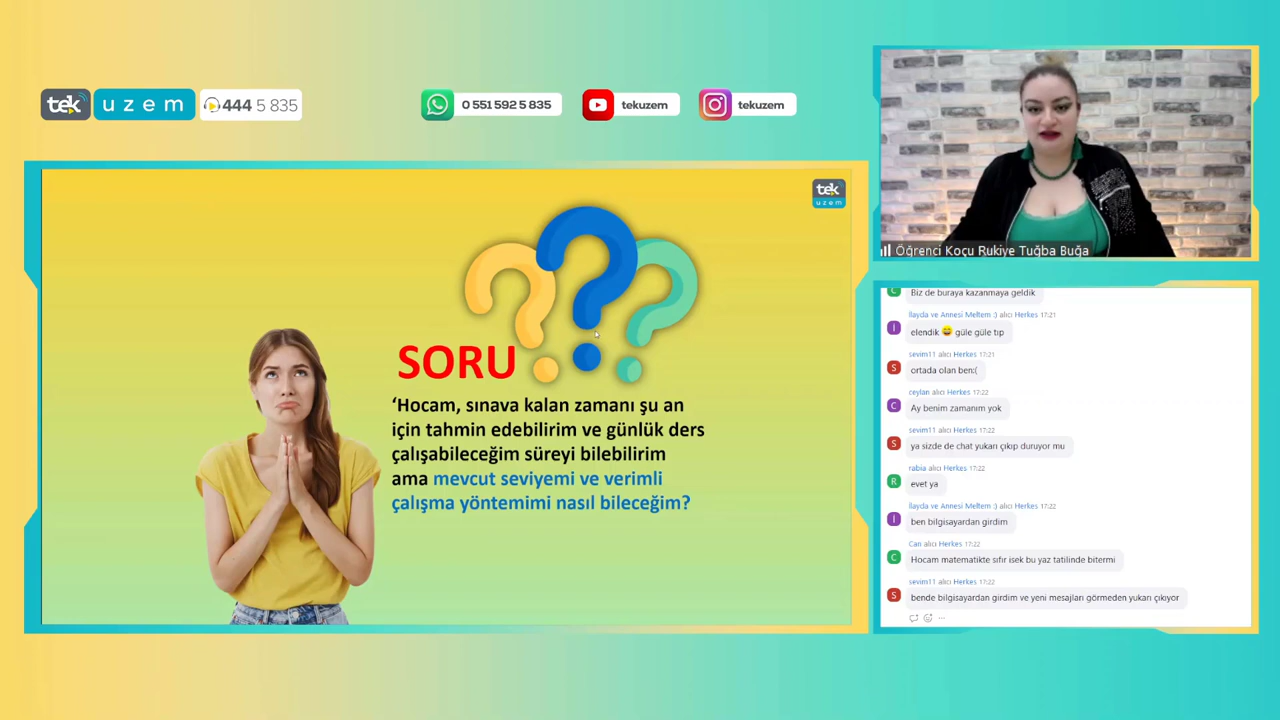 tek uzem 444 5 835
0 551 592 5 835
tekuzem
tekuzem
tek
uzem
SORU
‘Hocam, sınava kalan zamanı şu an
için tahmin edebilirim ve günlük ders
çalışabileceğim süreyi bilebilirim
ama mevcut seviyemi ve verimli
çalışma yöntemimi nasıl bileceğim?
Öğrenci Koçu Rukiye Tuğba Buğa
C
Biz de buraya kazanmaya geldik
İlayda ve Annesi Meltem :) alıcı Herkes 17:21
İ
elendik 😄 güle güle tıp
sevim11 alıcı Herkes 17:21
S
ortada olan ben:(
ceylan alıcı Herkes 17:22
C
Ay benim zamanım yok
sevim11 alıcı Herkes 17:22
S
ya sizde de chat yukarı çıkıp duruyor mu
rabia alıcı Herkes 17:22
R
evet ya
İlayda ve Annesi Meltem :) alıcı Herkes 17:22
İ
ben bilgisayardan girdim
Can alıcı Herkes 17:22
C
Hocam matematikte sıfır isek bu yaz tatilinde bitermi
sevim11 alıcı Herkes 17:22
S
bende bilgisayardan girdim ve yeni mesajları görmeden yukarı çıkıyor